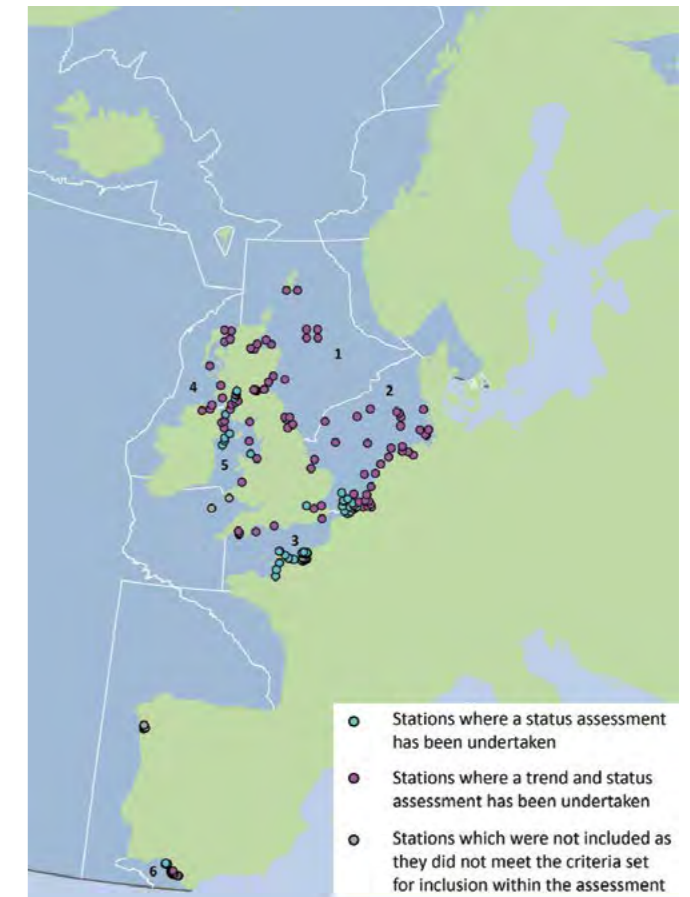 1
2
4
5
3
6
Stations where a status assessment
has been undertaken
Stations where a trend and status
assessment has been undertaken
Stations which were not included as
they did not meet the criteria set
for inclusion within the assessment